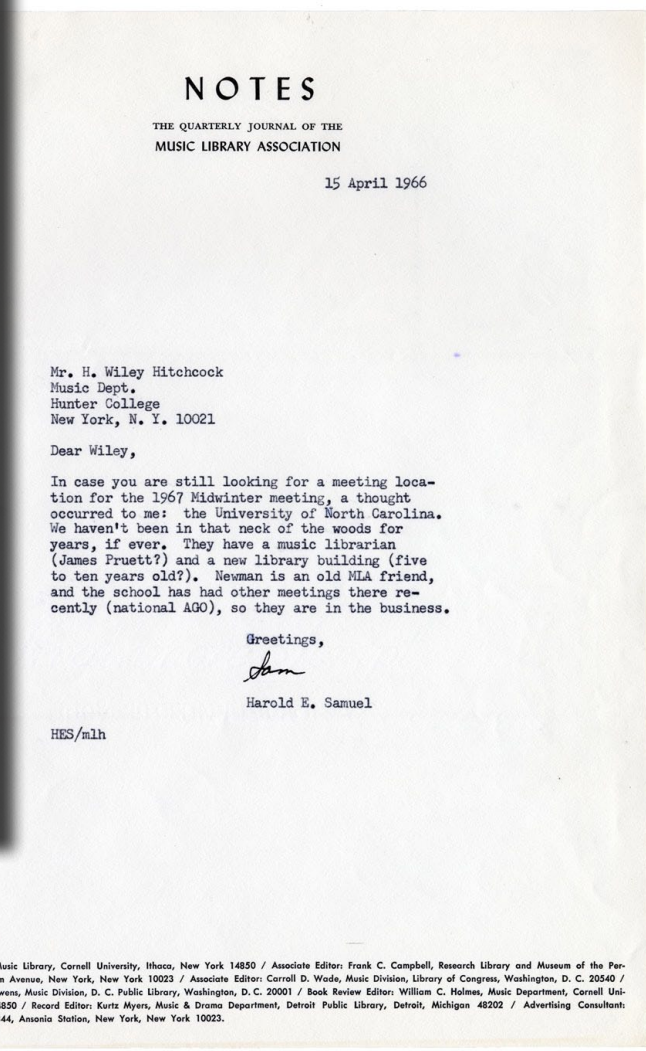 NOTES
THE QUARTERLY JOURNAL OF THE
MUSIC LIBRARY ASSOCIATION
15 April 1966
Mr. H. Wiley Hitchcock
Music Dept.
Hunter College
New York, N. Y. 10021
Dear Wiley,
In case you are still looking for a meeting loca-
tion for the 1967 Midwinter meeting, a thought
occurred to me: the University of North Carolina.
We haven't been in that neck of the woods for
years, if ever. They have a music librarian
(James Pruett?) and a new library building (five
to ten years old?). Newman is an old MLA friend,
and the school has had other meetings there re-
cently (national AGO), so they are in the business.
Greetings,
Sam
Harold E. Samuel
HES/mlh
Music Library, Cornell University, Ithaca, New York 14850 / Associate Editor: Frank C. Campbell, Research Library and Museum of the Per-
Avenue, New York, New York 10023 / Associate Editor: Carroll D. Wade, Music Division, Library of Congress, Washington, D. C. 20540 /
wens, Music Division, D. C. Public Library, Washington, D. C. 20001 / Book Review Editor: William C. Holmes, Music Department, Cornell Uni-
850 / Record Editor: Kurtz Myers, Music & Drama Department, Detroit Public Library, Detroit, Michigan 48202 / Advertising Consultant:
44, Ansonia Station, New York, New York 10023.